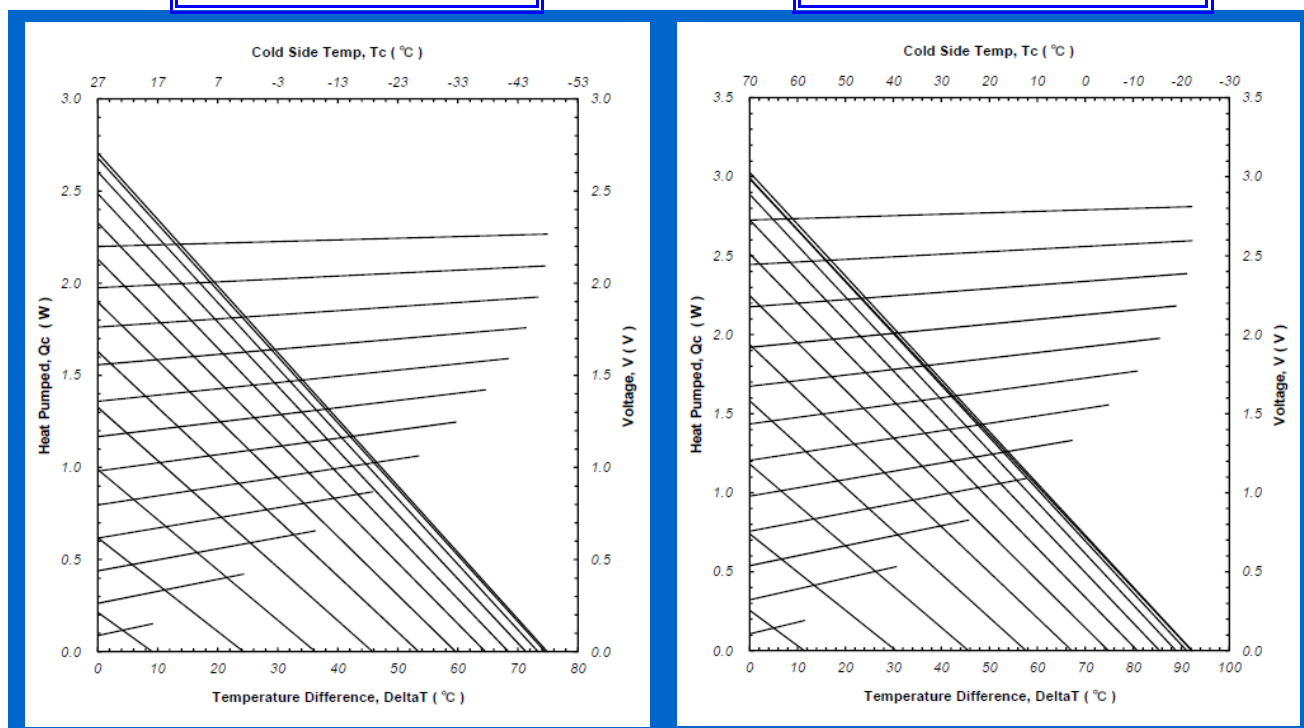 Cold Side Temp, Tc ( °C )
27 17 7 -3 -13 -23 -33 -43 -53
3.0 3.0
2.5 2.5
2.0 2.0
1.5 1.5
1.0 1.0
0.5 0.5
0.0 0.0
Heat Pumped, Qc ( W )
Voltage, V ( V )
0 10 20 30 40 50 60 70 80
Temperature Difference, DeltaT ( °C )
Cold Side Temp, Tc ( °C )
70 60 50 40 30 20 10 0 -10 -20 -30
3.5 3.5
3.0 3.0
2.5 2.5
2.0 2.0
1.5 1.5
1.0 1.0
0.5 0.5
0.0 0.0
Heat Pumped, Qc ( W )
Voltage, V ( V )
0 10 20 30 40 50 60 70 80 90 100
Temperature Difference, DeltaT ( °C )